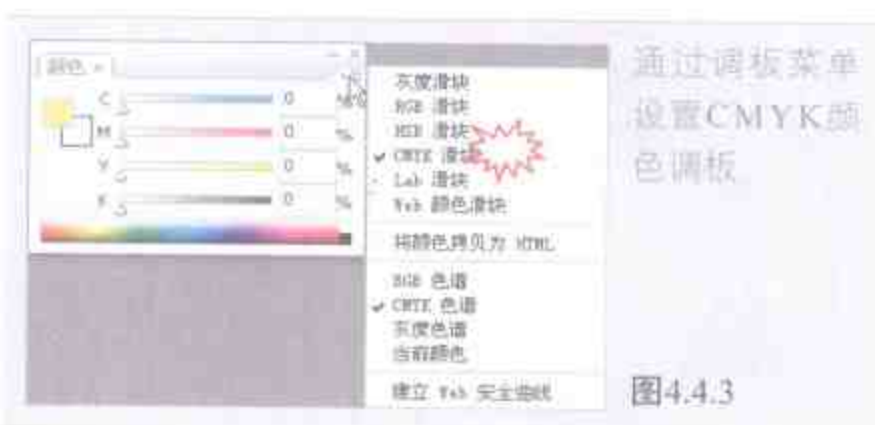 颜色 ×
C 0 %
M 0 %
Y 0 %
K 0 %
灰度滑块
RGB 滑块
HSB 滑块
✓ CMYK 滑块
Lab 滑块
Web 颜色滑块
将颜色拷贝为 HTML
RGB 色谱
✓ CMYK 色谱
灰度色谱
当前颜色
建立 Web 安全曲线
通过调板菜单
设置CMYK颜
色调板
图4.4.3